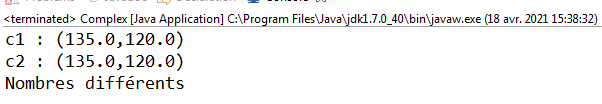 <terminated> Complex [Java Application] C:\Program Files\Java\jdk1.7.0_40\bin\javaw.exe (18 avr. 2021 15:38:32)
c1 : (135.0,120.0)
c2 : (135.0,120.0)
Nombres différents